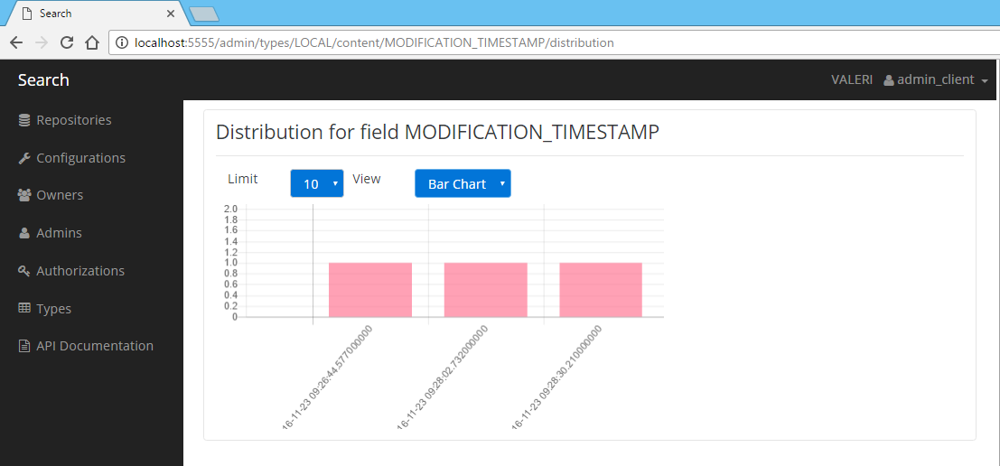 Search
localhost:5555/admin/types/LOCAL/content/MODIFICATION_TIMESTAMP/distribution
Search
VALERI admin_client
Repositories
Configurations
Owners
Admins
Authorizations
Types
API Documentation
Distribution for field MODIFICATION_TIMESTAMP
Limit 10 View Bar Chart
2.0
1.8
1.6
1.4
1.2
1.0
0.8
0.6
0.4
0.2
0
16-11-23 09:26:44.577000000
16-11-23 09:28:02.732000000
16-11-23 09:28:30.210000000